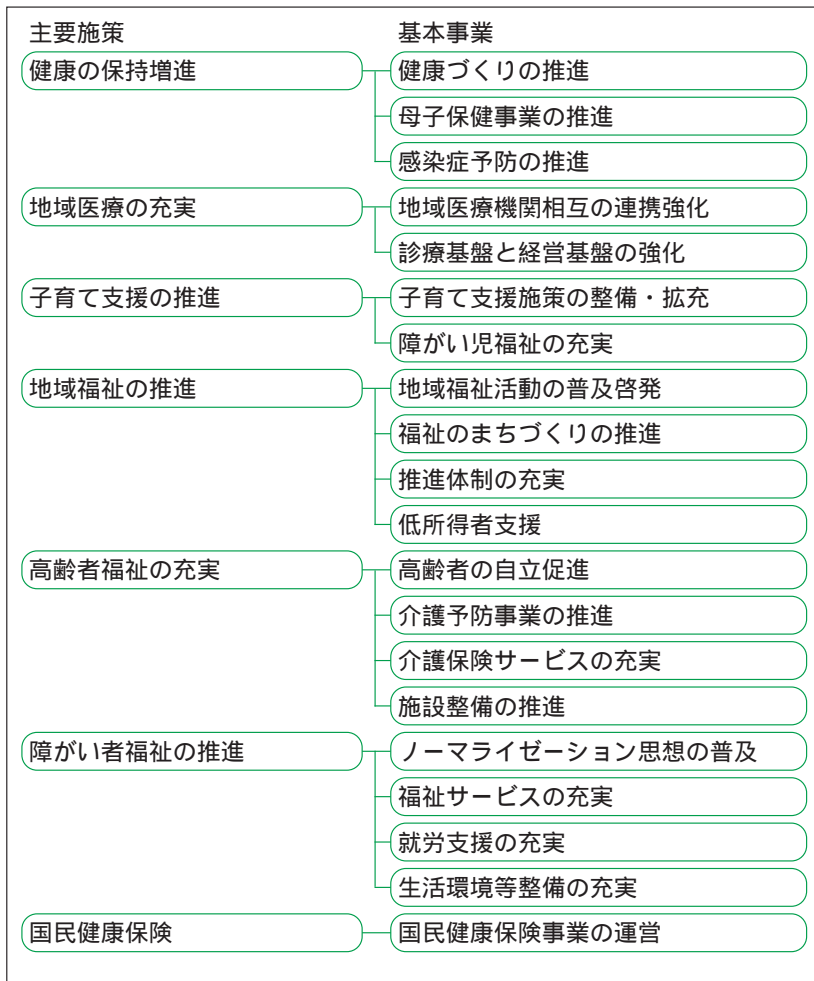 主要施策 基本事業
健康の保持増進 健康づくりの推進
母子保健事業の推進
感染症予防の推進
地域医療の充実 地域医療機関相互の連携強化
診療基盤と経営基盤の強化
子育て支援の推進 子育て支援施策の整備・拡充
障がい児福祉の充実
地域福祉の推進 地域福祉活動の普及啓発
福祉のまちづくりの推進
推進体制の充実
低所得者支援
高齢者福祉の充実 高齢者の自立促進
介護予防事業の推進
介護保険サービスの充実
施設整備の推進
障がい者福祉の推進 ノーマライゼーション思想の普及
福祉サービスの充実
就労支援の充実
生活環境等整備の充実
国民健康保険 国民健康保険事業の運営